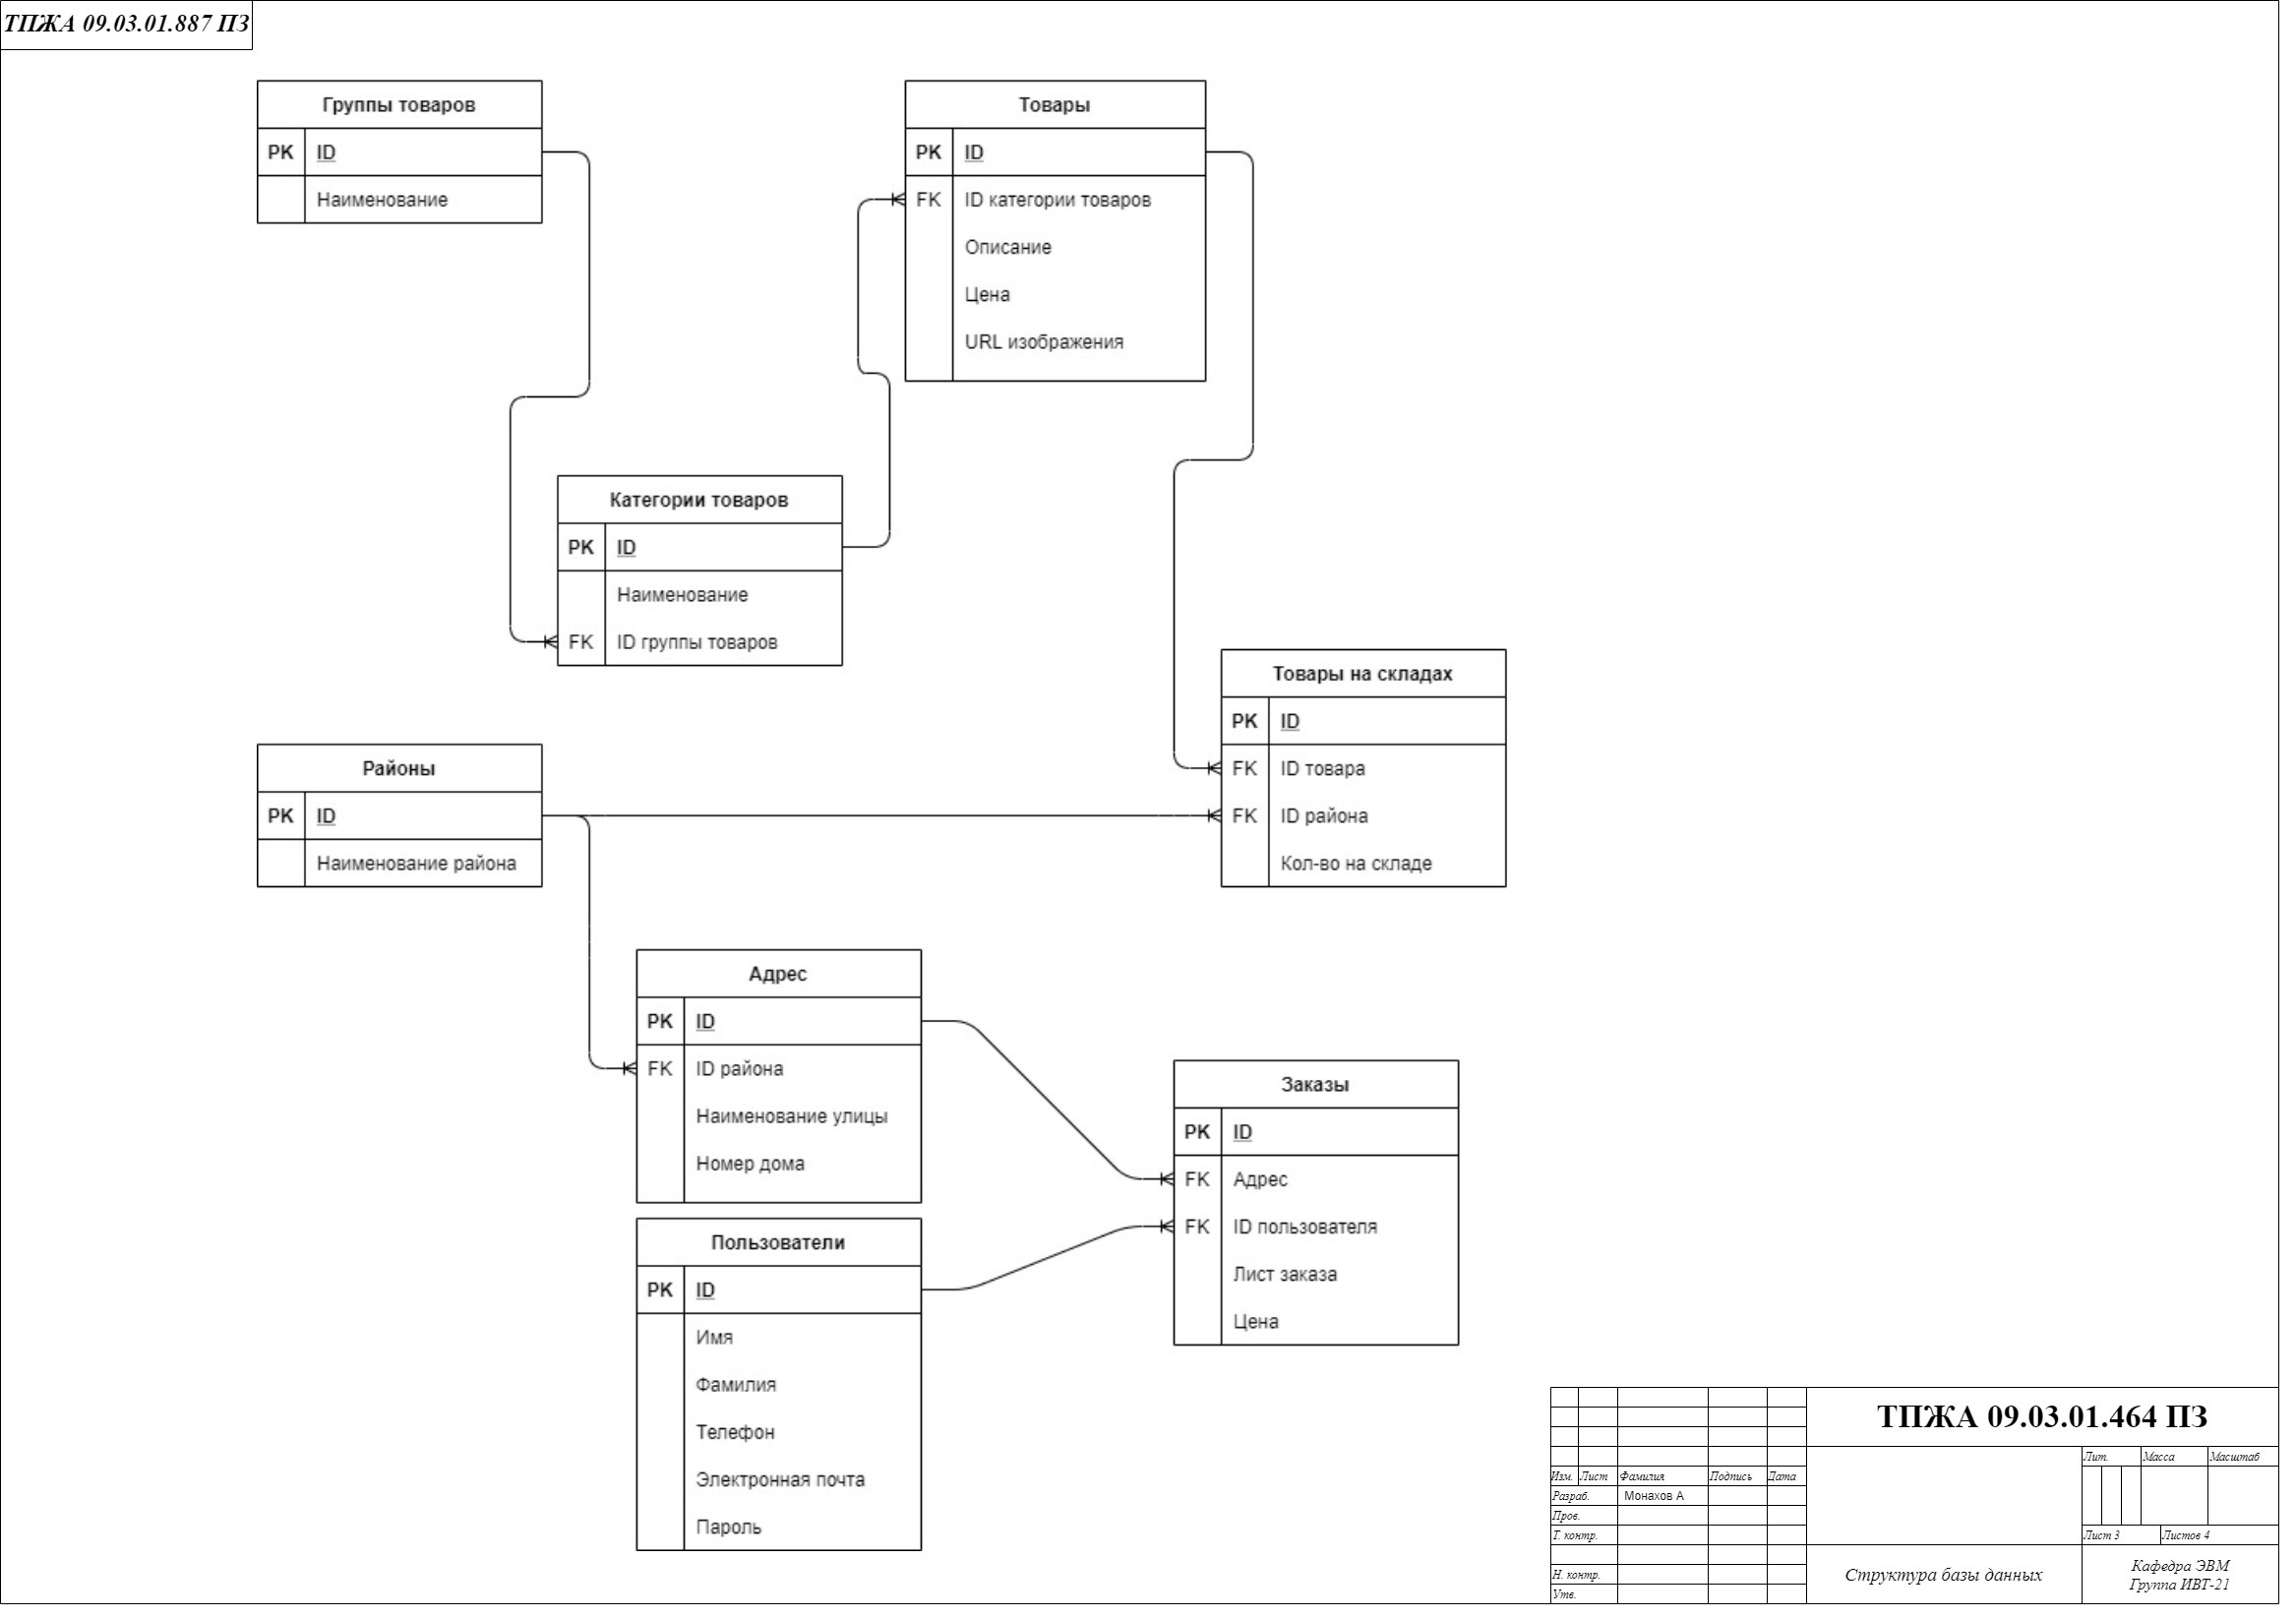 ТПЖА 09.03.01.887 ПЗ
Группы товаров
PK ID
Наименование
Товары
PK ID
FK ID категории товаров
Описание
Цена
URL изображения
Категории товаров
PK ID
Наименование
FK ID группы товаров
Товары на складах
PK ID
FK ID товара
FK ID района
Кол-во на складе
Районы
PK ID
Наименование района
Адрес
PK ID
FK ID района
Наименование улицы
Номер дома
Заказы
PK ID
FK Адрес
FK ID пользователя
Лист заказа
Цена
Пользователи
PK ID
Имя
Фамилия
Телефон
Электронная почта
Пароль
ТПЖА 09.03.01.464 ПЗ
Лит. Масса Масштаб
Изм. Лист Фамилия Подпись Дата
Разраб. Монахов А
Пров.
Т. контр.
Лист 3 Листов 4
Н. контр.
Утв.
Структура базы данных
Кафедра ЭВМ
Группа ИВТ-21